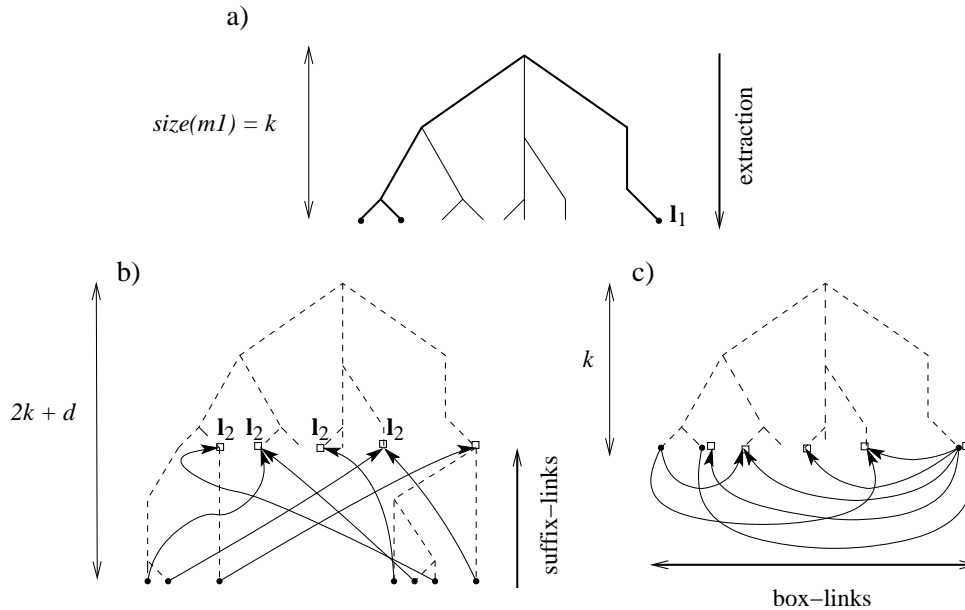 a)
size(m1) = k
extraction
l1
b)
c)
2k + d
k
l2 l2 l2 l2
suffix−links
box−links